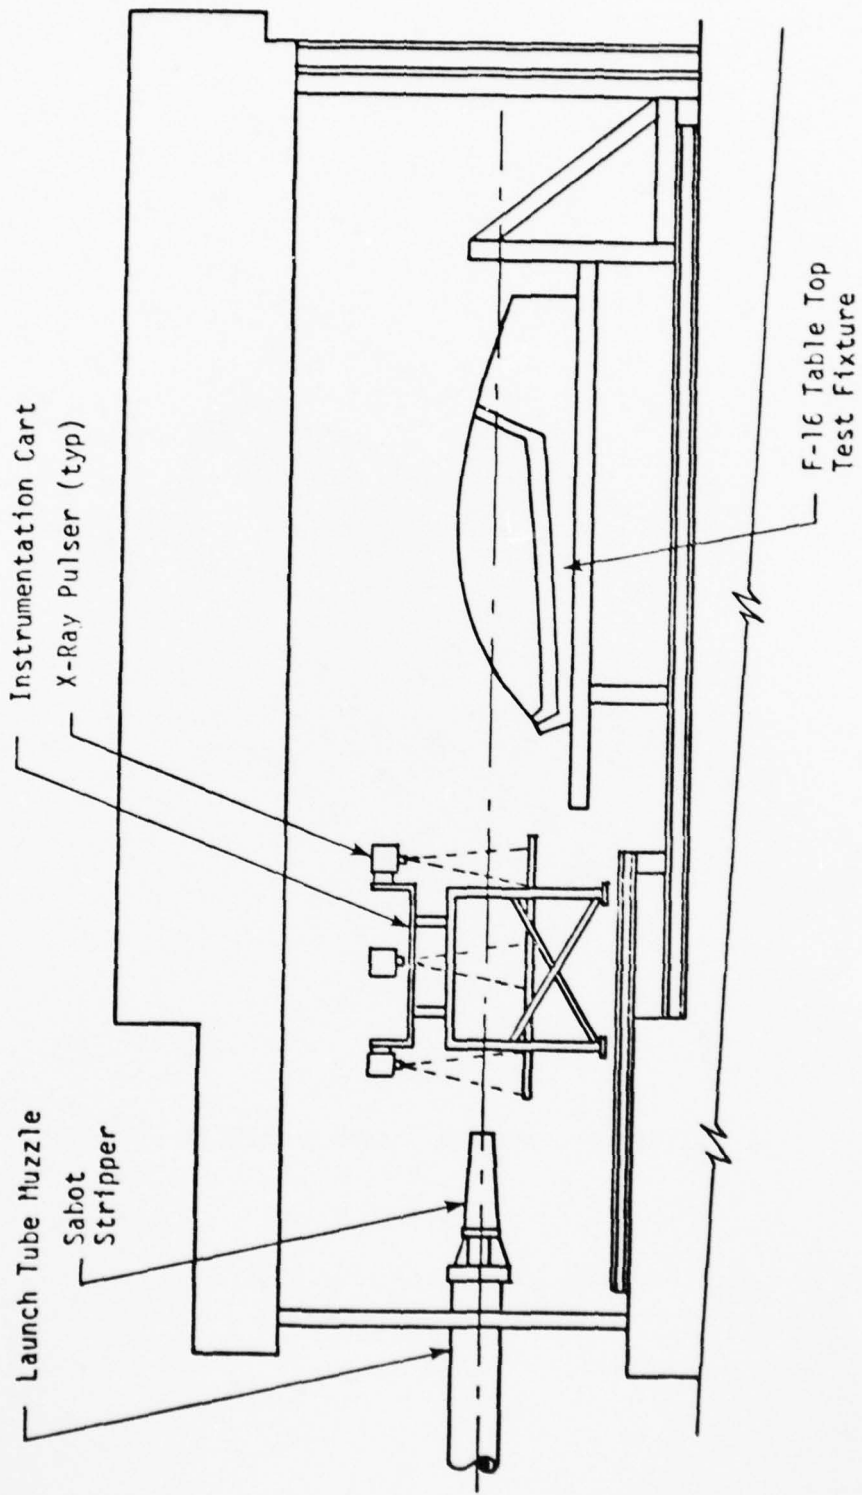 Instrumentation Cart
X-Ray Pulser (typ)
Launch Tube Muzzle
Sabot
Stripper
F-16 Table Top
Test Fixture